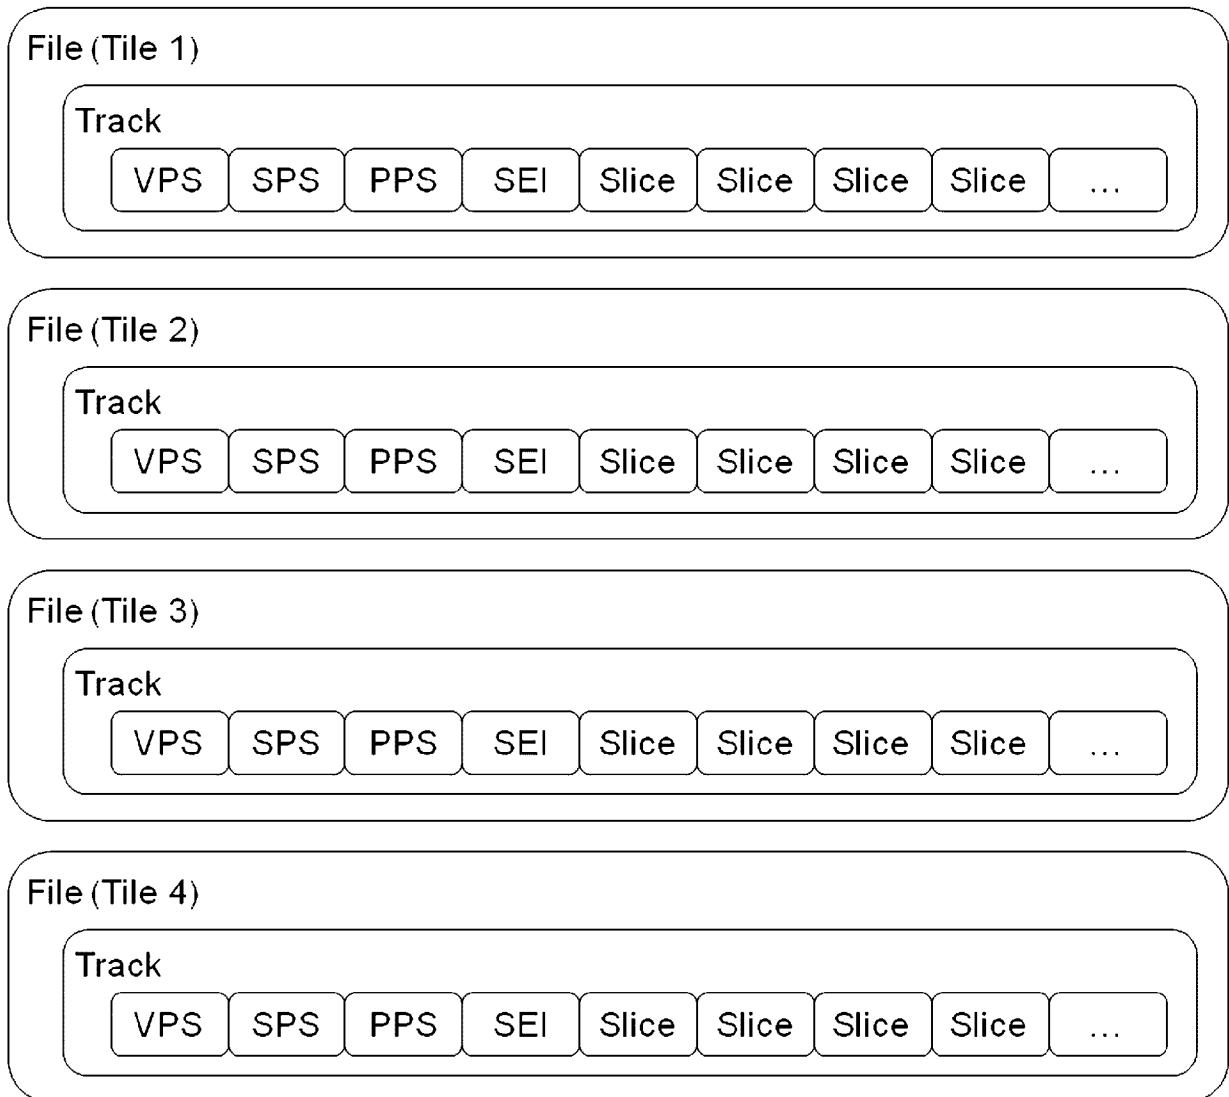 File (Tile 1)
Track
VPS SPS PPS SEI Slice Slice Slice Slice ...
File (Tile 2)
Track
VPS SPS PPS SEI Slice Slice Slice Slice ...
File (Tile 3)
Track
VPS SPS PPS SEI Slice Slice Slice Slice ...
File (Tile 4)
Track
VPS SPS PPS SEI Slice Slice Slice Slice ...